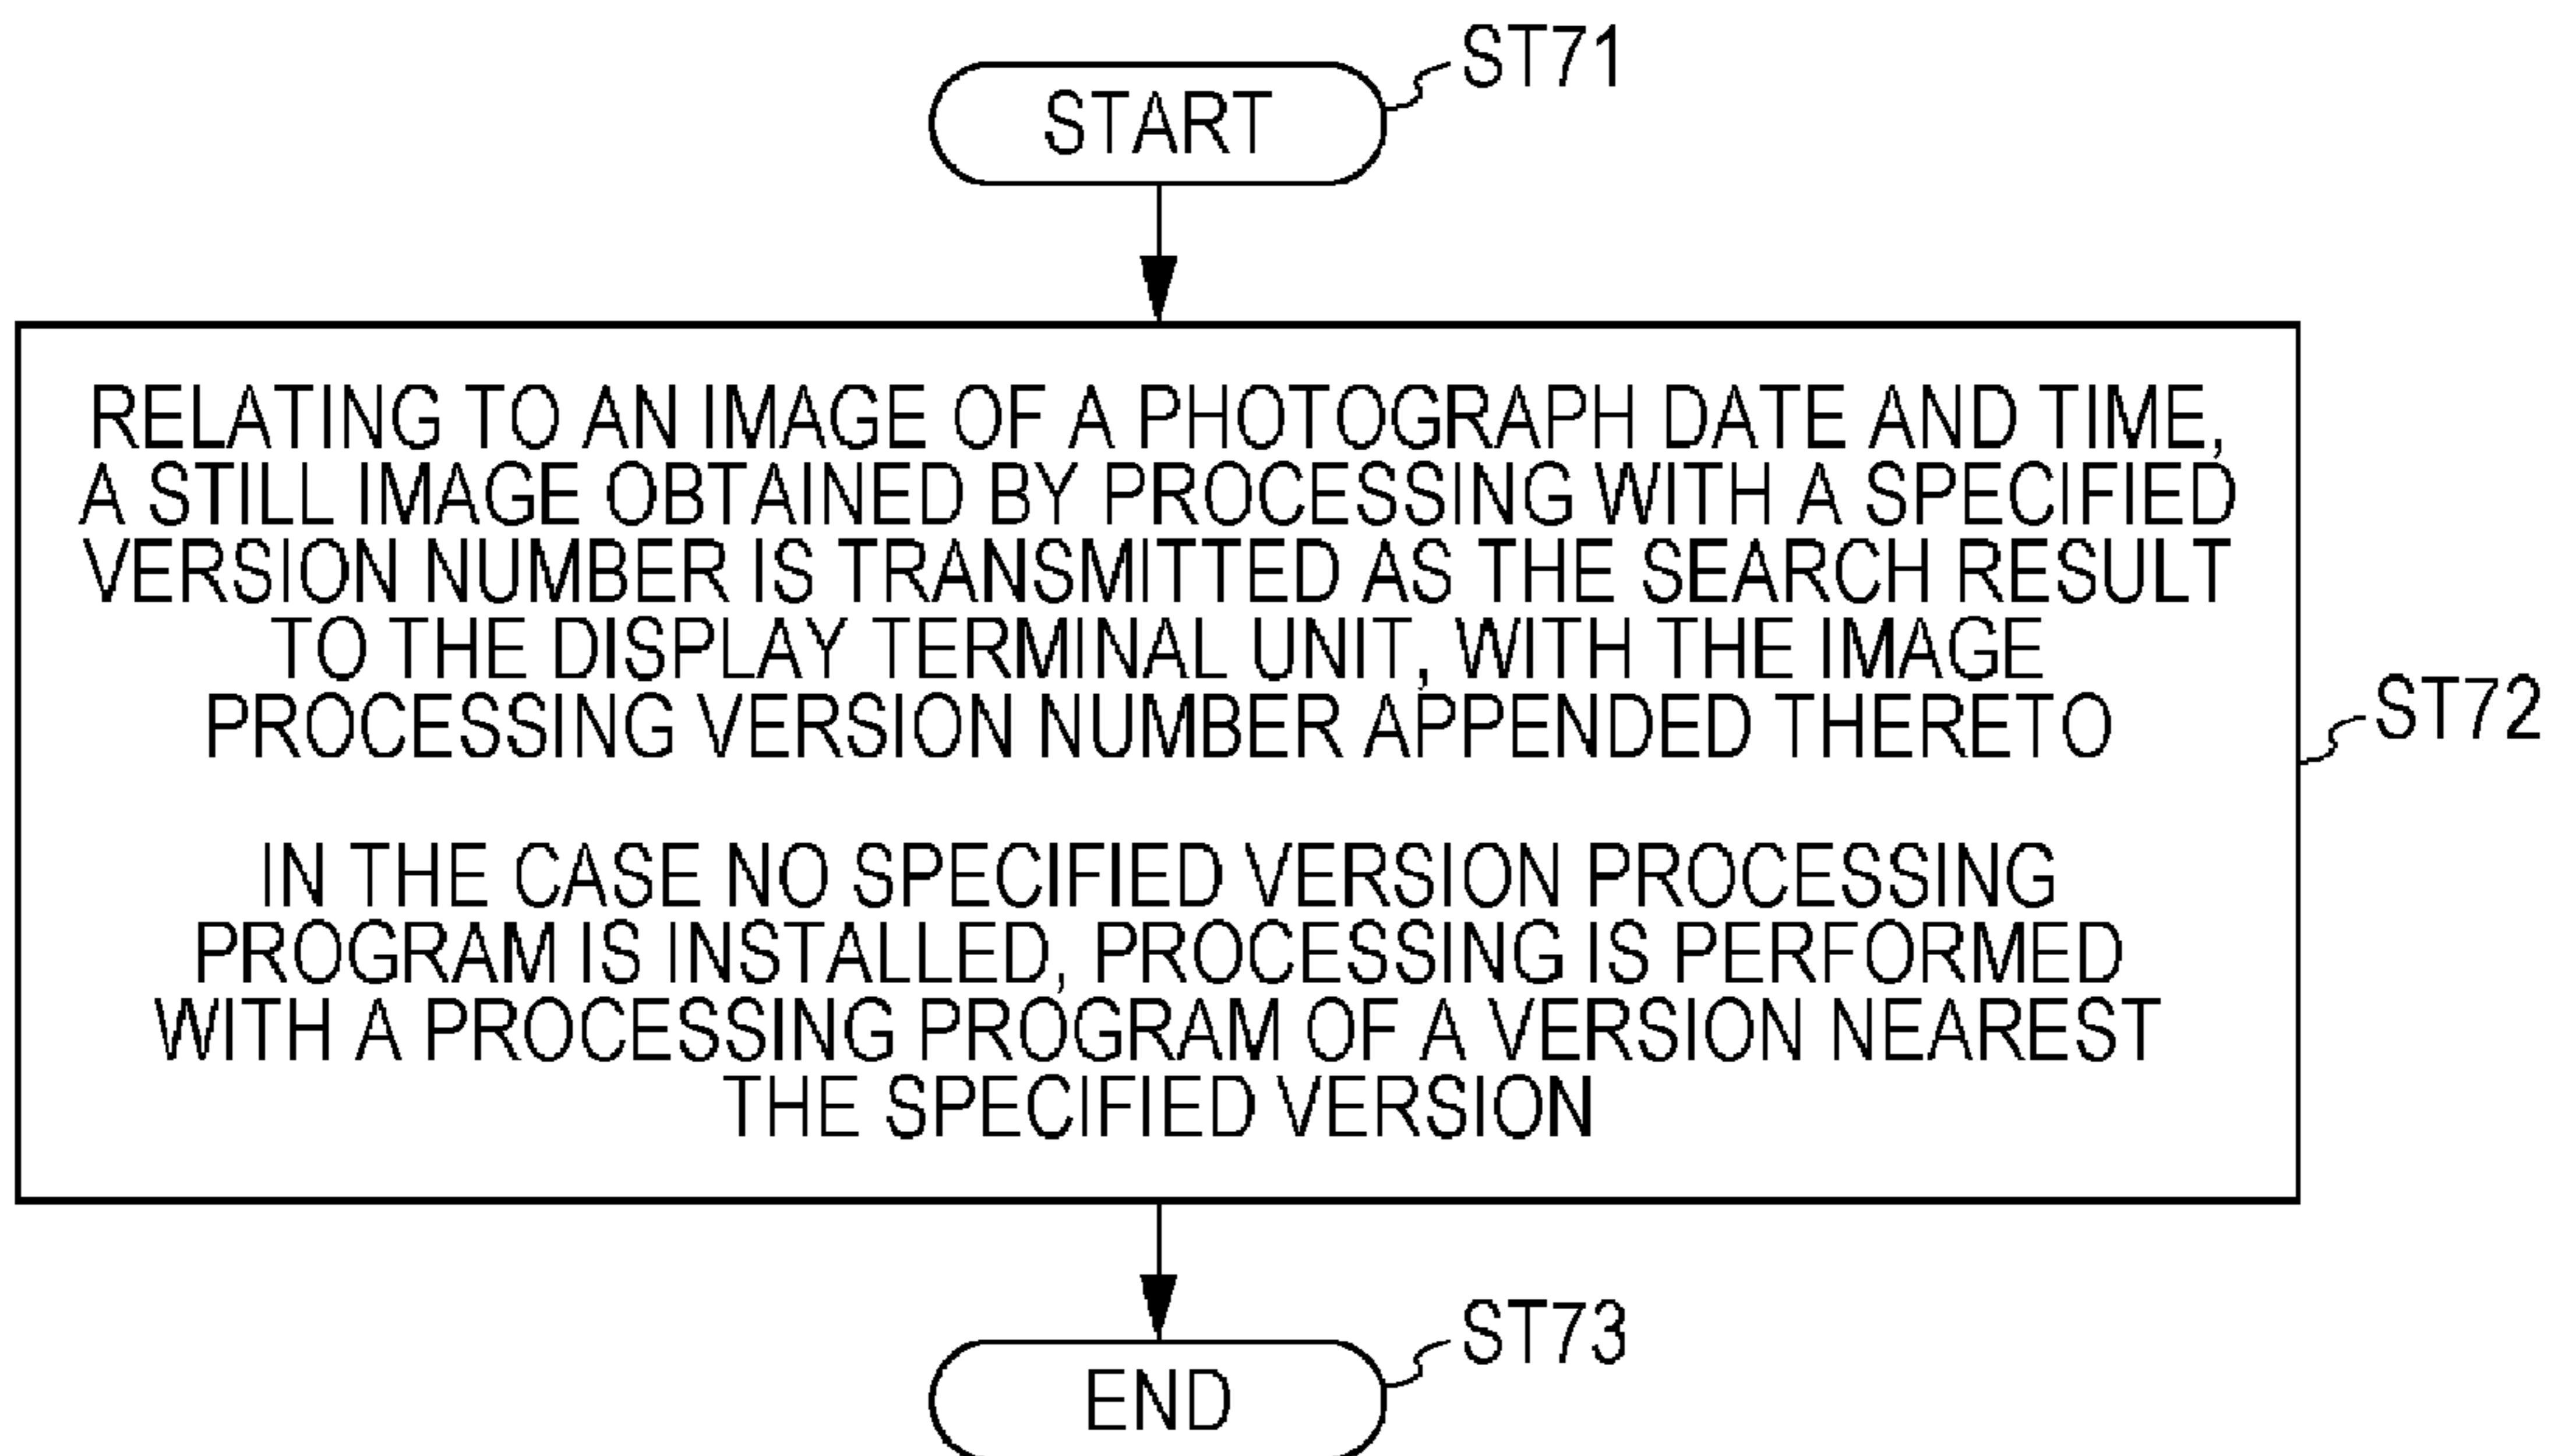 ST71
START
RELATING TO AN IMAGE OF A PHOTOGRAPH DATE AND TIME,
A STILL IMAGE OBTAINED BY PROCESSING WITH A SPECIFIED
VERSION NUMBER IS TRANSMITTED AS THE SEARCH RESULT
TO THE DISPLAY TERMINAL UNIT, WITH THE IMAGE
PROCESSING VERSION NUMBER APPENDED THERETO
IN THE CASE NO SPECIFIED VERSION PROCESSING
PROGRAM IS INSTALLED, PROCESSING IS PERFORMED
WITH A PROCESSING PROGRAM OF A VERSION NEAREST
THE SPECIFIED VERSION
ST72
ST73
END